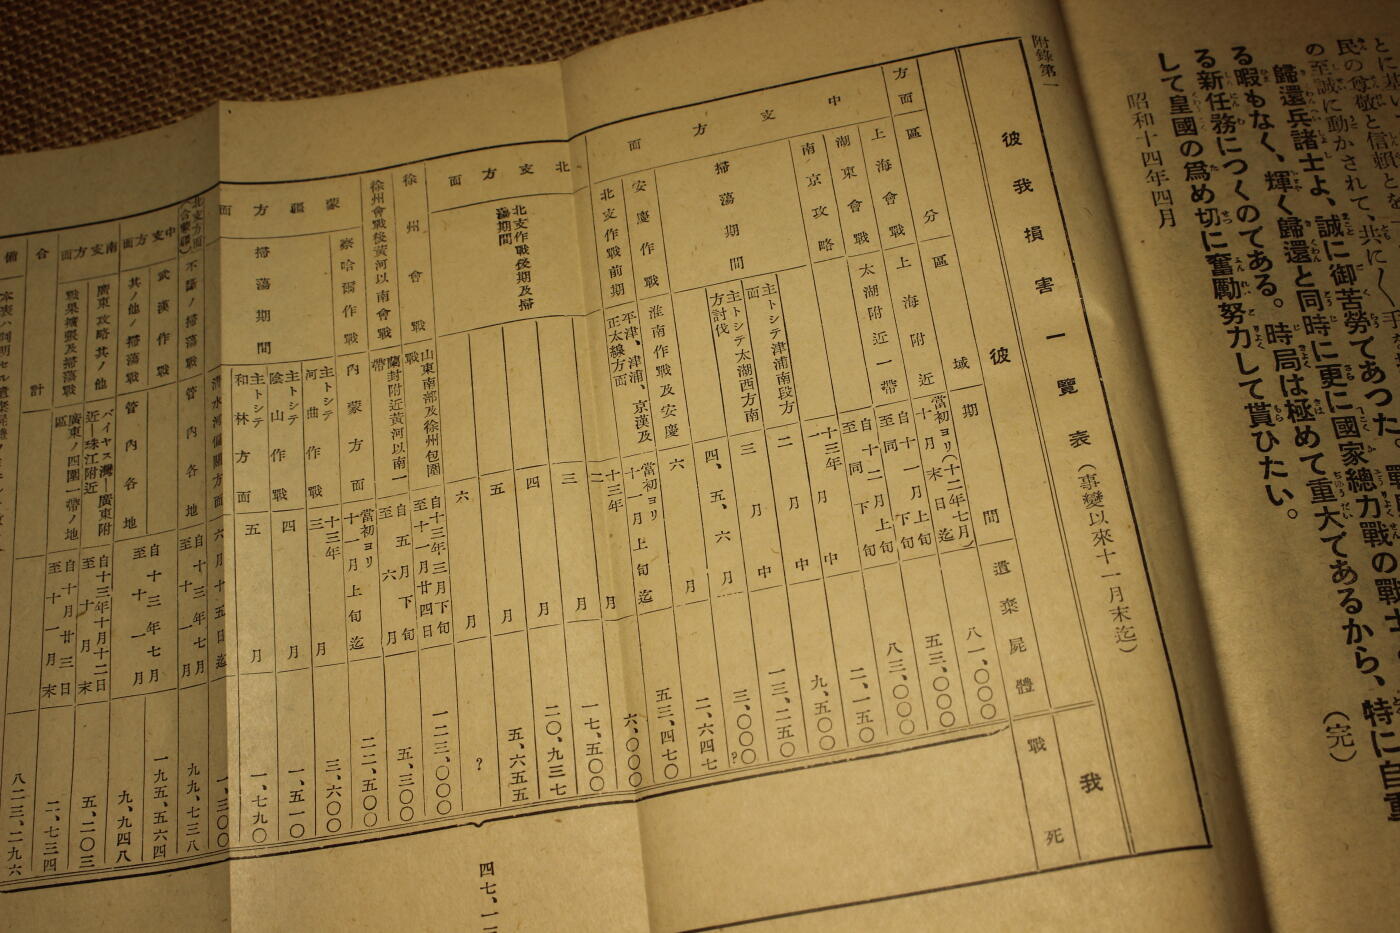 民の尊敬と信頼とを
の至誠に動かされて、共に
歸還兵諸士よ、誠に御苦勞であつた。
る暇もなく、輝く歸還と同時に更に國家總力戰の戰士
る新任務につくのである。時局は極めて重大であるから、特に自重
して皇國の爲め切に奮勵努力して貰ひたい。
(完)
昭和十四年四月
附錄第一
彼我損害一覽表(事變以來十一月末迄)
彼
我
方面
區分
區域
期間
遺棄屍體
戰死
中支方面
上海會戰
上海附近
當初ヨリ(十二年七月)
十月末日迄
八一、〇〇〇
湖東會戰
太湖附近一帶
自十一月上旬
至同下旬
五三、〇〇〇
南京攻略
自十二月上旬
至同下旬
八三、〇〇〇
掃蕩期間
主トシテ津浦南段方面
主トシテ太湖西方南方討伐
十三年
一月中
二、一五〇
二月中
九、五〇〇
三月中
一三、二五〇
四、五、六月
三、〇〇〇?
安慶作戰
淮南作戰及安慶
六月
二、六四七
北支方面
北支作戰前期
平津、津浦、京漢及正太線方面
當初ヨリ
十一月上旬迄
五三、四七〇
北支作戰後期及掃蕩期間
十三年
二月
六、〇〇〇
三月
一七、五〇〇
四月
二〇、九三七
五月
五、六五五
六月
?
徐州會戰
山東南部及徐州包圍戰
自十三年三月下旬
至十一月廿四日
一二三、〇〇〇
徐州會戰後黃河以南會戰
蘭封附近黃河以南一帶
自五月下旬
至六月
五、三〇〇
蒙疆方面
察哈爾作戰
內蒙方面
當初ヨリ
十一月上旬迄
二二、五〇〇
掃蕩期間
主トシテ
河曲作戰
十三年
三月
三、六〇〇
主トシテ
陰山作戰
四月
一、五一〇
主トシテ
和林方面
五月
一、七九〇
淸水河偏關方面
六月十五日迄
一、三〇〇
北支方面
(含蒙疆)
不斷ノ掃蕩戰
管內各地
自十三年七月
至十一月
九九、七三八
中支方面
武漢作戰
其ノ他ノ掃蕩戰
管內各地
自十三年七月
至十一月
一九五、五六四
九、九四八
南支方面
廣東攻略其ノ他
バイヤス灣―廣東附近・珠江附近
自十三年十月十二日
至十月末
五、二〇三
戰果擴張及掃蕩戰
廣東ノ四圍一帶ノ地區
自十月廿三日
至十一月末
二、七三四
合計
八二三、二九六
備
四七、一